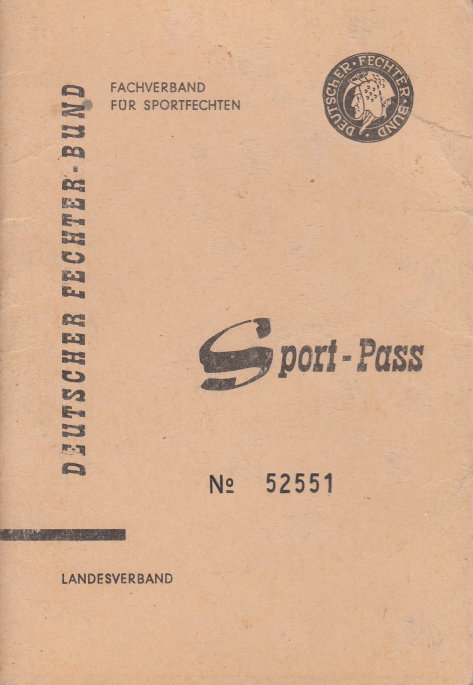 FACHVERBAND
FÜR SPORTFECHTEN
DEUTSCHER · FECHTER · BUND ·
DEUTSCHER FECHTER-BUND
Sport-Pass
Nº 52551
LANDESVERBAND